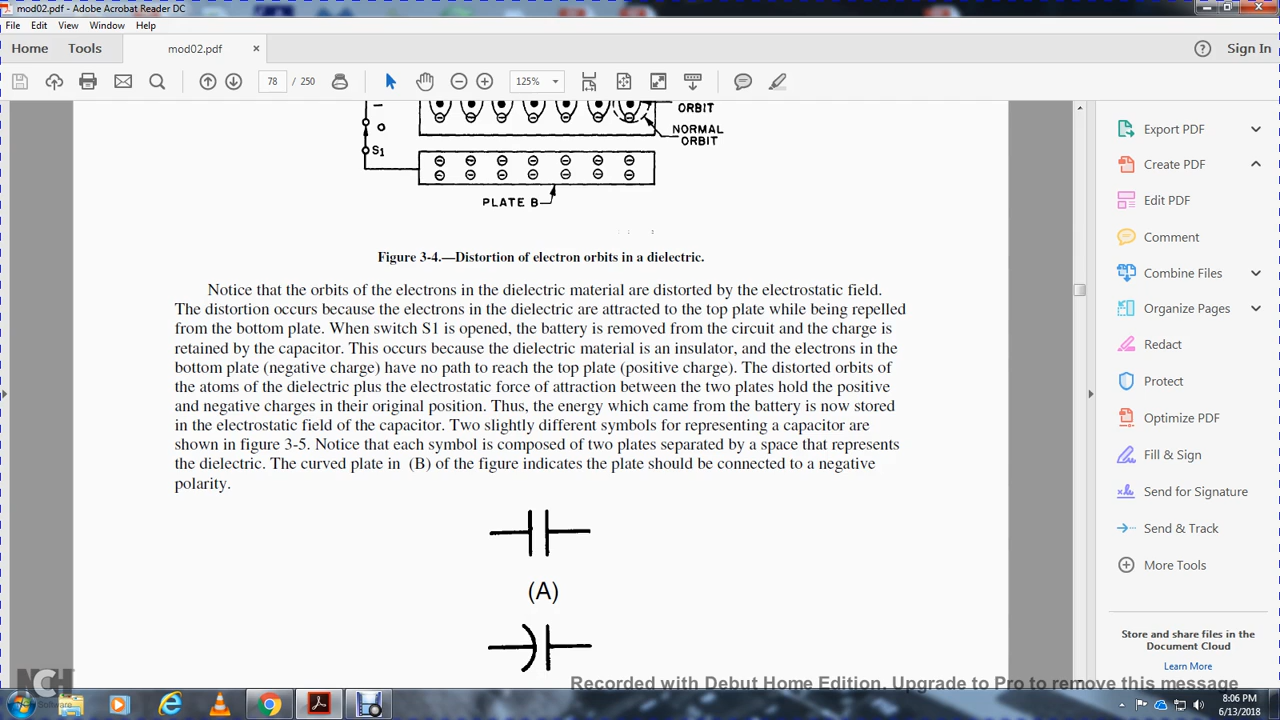 mod02.pdf - Adobe Acrobat Reader DC
File Edit View Window Help
Home Tools mod02.pdf × ? Sign In
78 / 250 125%
ORBIT
NORMAL
ORBIT
S1
PLATE B
Figure 3-4.—Distortion of electron orbits in a dielectric.
Notice that the orbits of the electrons in the dielectric material are distorted by the electrostatic field.
The distortion occurs because the electrons in the dielectric are attracted to the top plate while being repelled
from the bottom plate. When switch S1 is opened, the battery is removed from the circuit and the charge is
retained by the capacitor. This occurs because the dielectric material is an insulator, and the electrons in the
bottom plate (negative charge) have no path to reach the top plate (positive charge). The distorted orbits of
the atoms of the dielectric plus the electrostatic force of attraction between the two plates hold the positive
and negative charges in their original position. Thus, the energy which came from the battery is now stored
in the electrostatic field of the capacitor. Two slightly different symbols for representing a capacitor are
shown in figure 3-5. Notice that each symbol is composed of two plates separated by a space that represents
the dielectric. The curved plate in (B) of the figure indicates the plate should be connected to a negative
polarity.
(A)
Export PDF
Create PDF
Edit PDF
Comment
Combine Files
Organize Pages
Redact
Protect
Optimize PDF
Fill & Sign
Send for Signature
Send & Track
More Tools
Store and share files in the
Document Cloud
Learn More
NCH
Software
Recorded with Debut Home Edition. Upgrade to Pro to remove this message
8:06 PM
6/13/2018